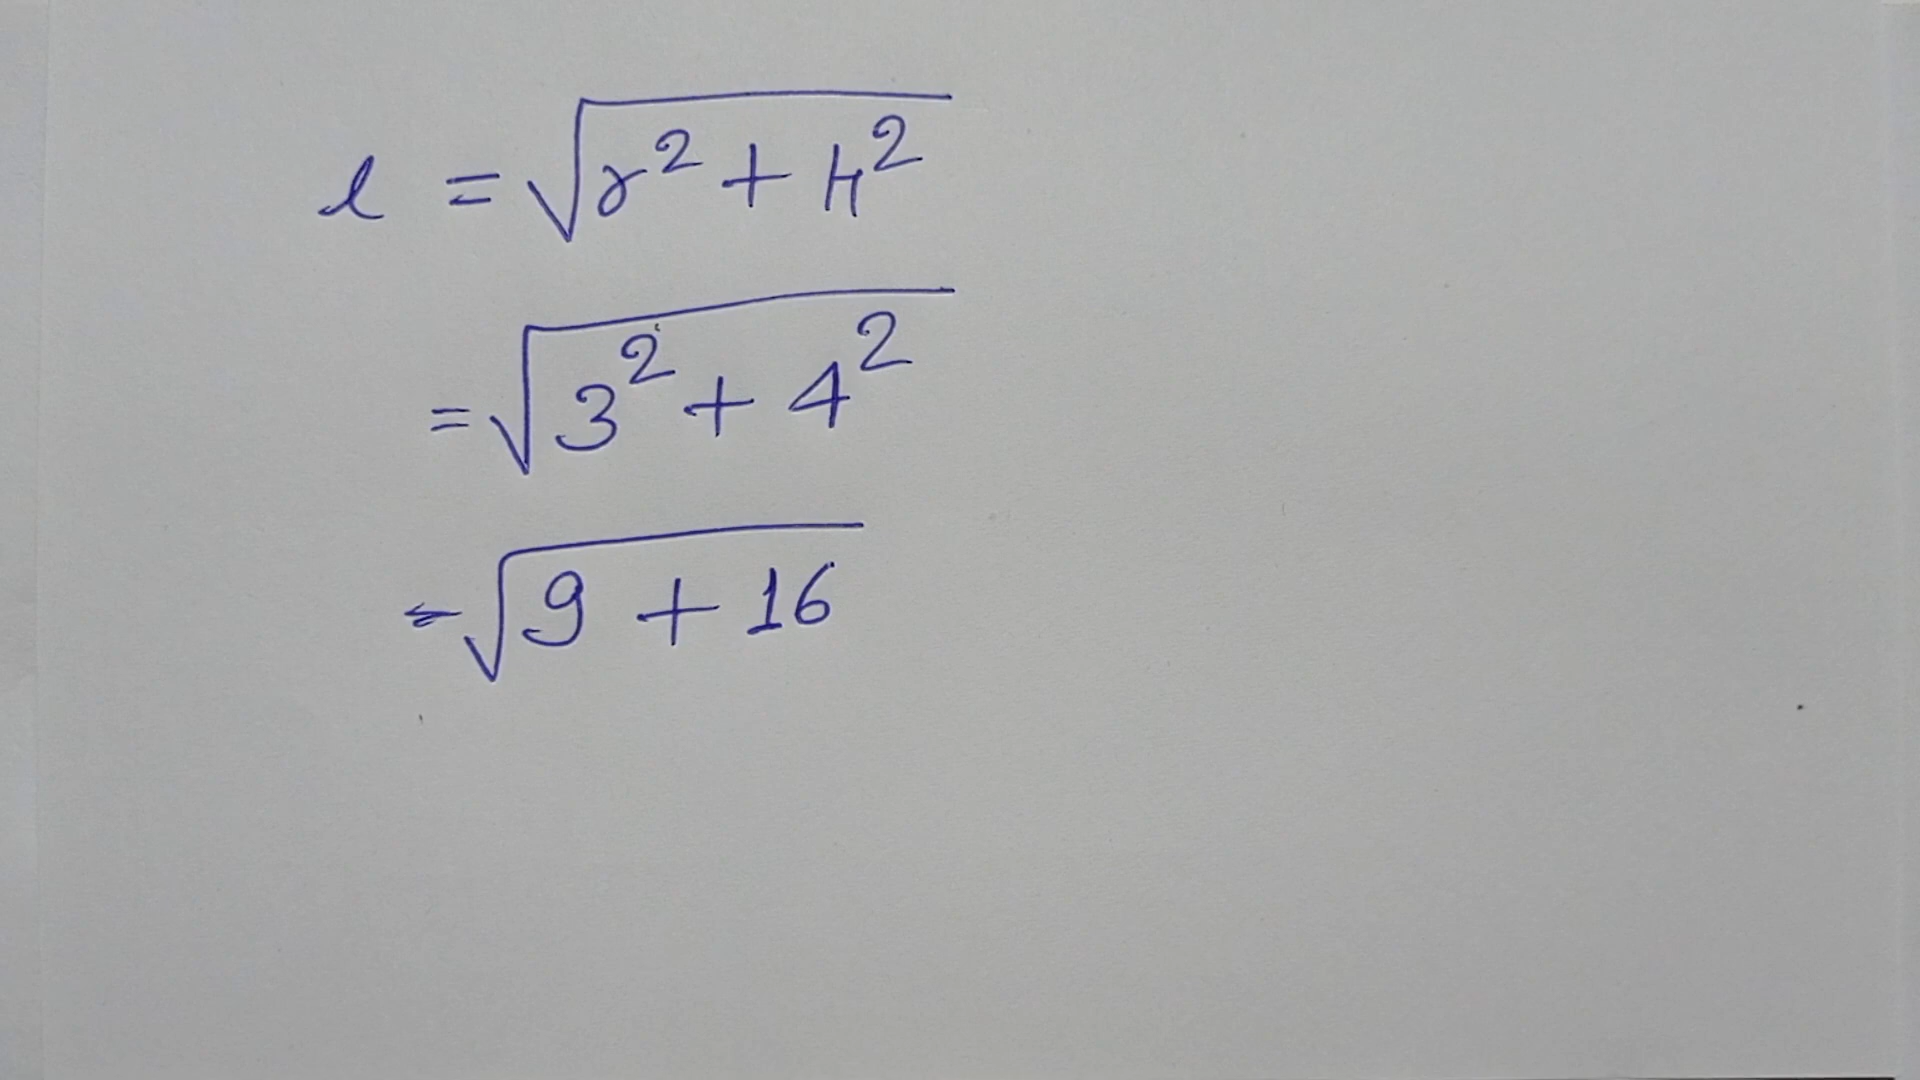 l = √(r² + h²)
= √(3² + 4²)
= √(9 + 16)